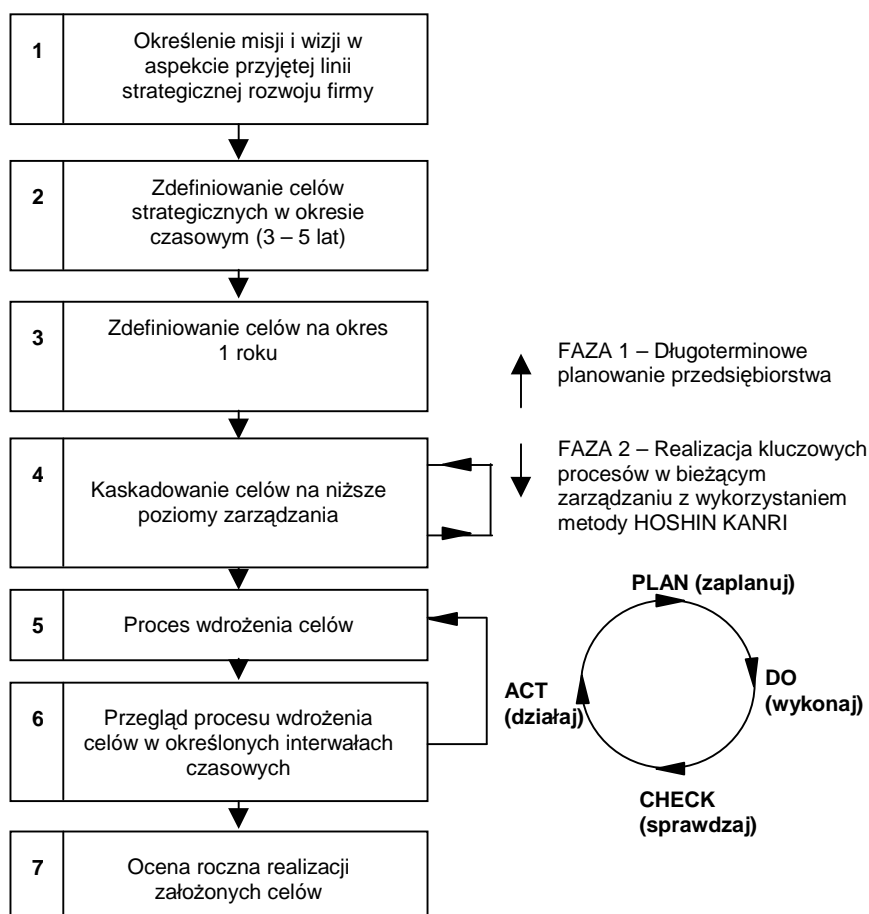 1
Określenie misji i wizji w
aspekcie przyjętej linii
strategicznej rozwoju firmy
2
Zdefiniowanie celów
strategicznych w okresie
czasowym (3 – 5 lat)
3
Zdefiniowanie celów na okres
1 roku
FAZA 1 – Długoterminowe
planowanie przedsiębiorstwa
4
Kaskadowanie celów na niższe
poziomy zarządzania
FAZA 2 – Realizacja kluczowych
procesów w bieżącym
zarządzaniu z wykorzystaniem
metody HOSHIN KANRI
5
Proces wdrożenia celów
6
Przegląd procesu wdrożenia
celów w określonych interwałach
czasowych
PLAN (zaplanuj)
DO
(wykonaj)
CHECK
(sprawdzaj)
ACT
(działaj)
7
Ocena roczna realizacji
założonych celów